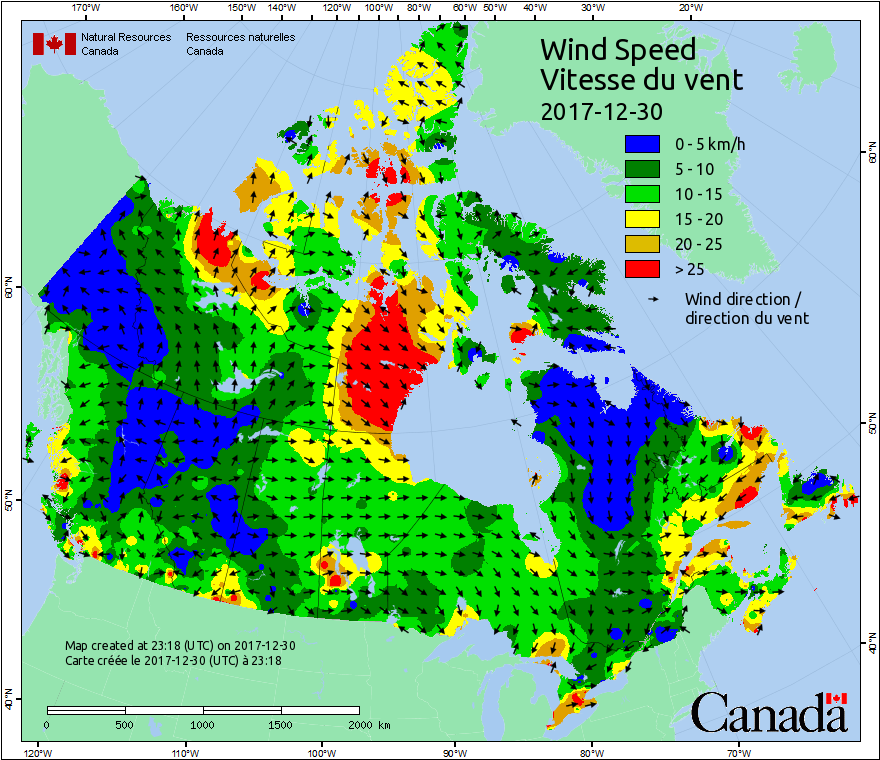 170°W 160°W 150°W 140°W 130°W 120°W 110°W 100°W 90°W 80°W 70°W 60°W 50°W 40°W 30°W 20°W
Natural Resources Ressources naturelles
Canada Canada
Wind Speed
Vitesse du vent
2017-12-30
0 - 5 km/h
5 - 10
10 - 15
15 - 20
20 - 25
> 25
Wind direction /
direction du vent
60°N
60°N
50°N
50°N
40°N
40°N
Map created at 23:18 (UTC) on 2017-12-30
Carte créée le 2017-12-30 (UTC) à 23:18
0 500 1000 1500 2000 km
Canada
120°W 110°W 100°W 90°W 80°W 70°W